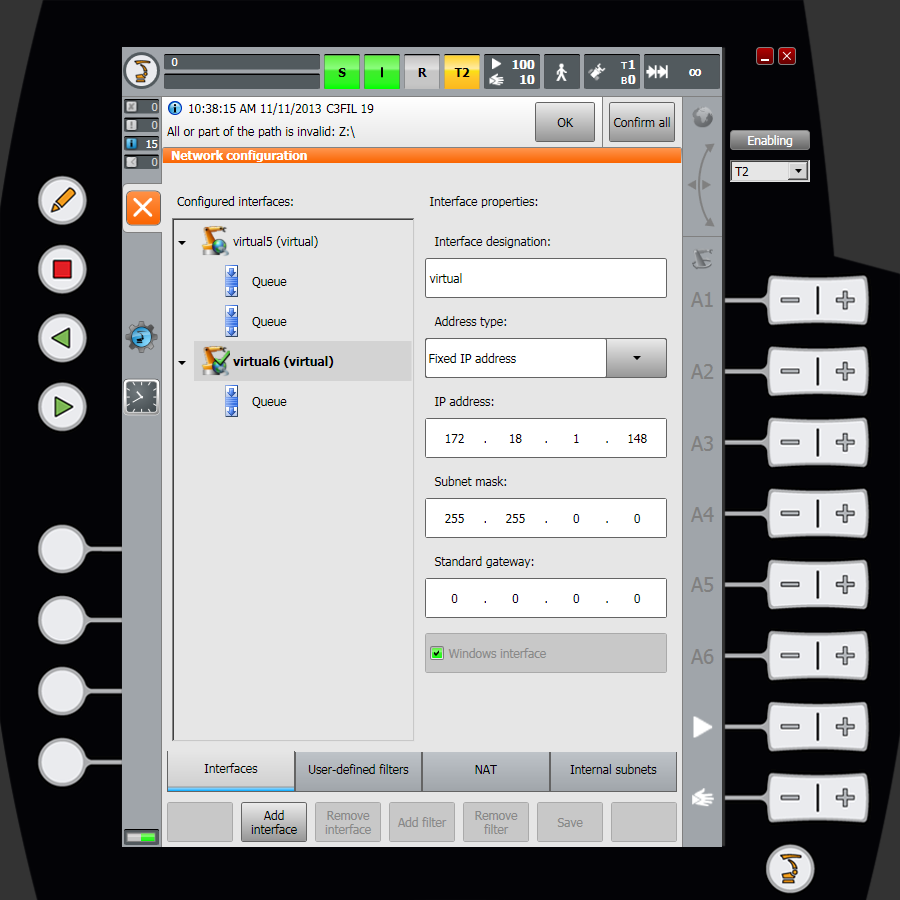 0
S
I
R
T2
100
10
T1
B0
∞
0
0
15
0
10:38:15 AM 11/11/2013 C3FIL 19
All or part of the path is invalid: Z:\
OK
Confirm all
Enabling
T2
Network configuration
Configured interfaces:
virtual5 (virtual)
Queue
Queue
virtual6 (virtual)
Queue
Interface properties:
Interface designation:
virtual
Address type:
Fixed IP address
IP address:
172 . 18 . 1 . 148
Subnet mask:
255 . 255 . 0 . 0
Standard gateway:
0 . 0 . 0 . 0
Windows interface
A1
A2
A3
A4
A5
A6
Interfaces
User-defined filters
NAT
Internal subnets
Add
interface
Remove
interface
Add filter
Remove
filter
Save